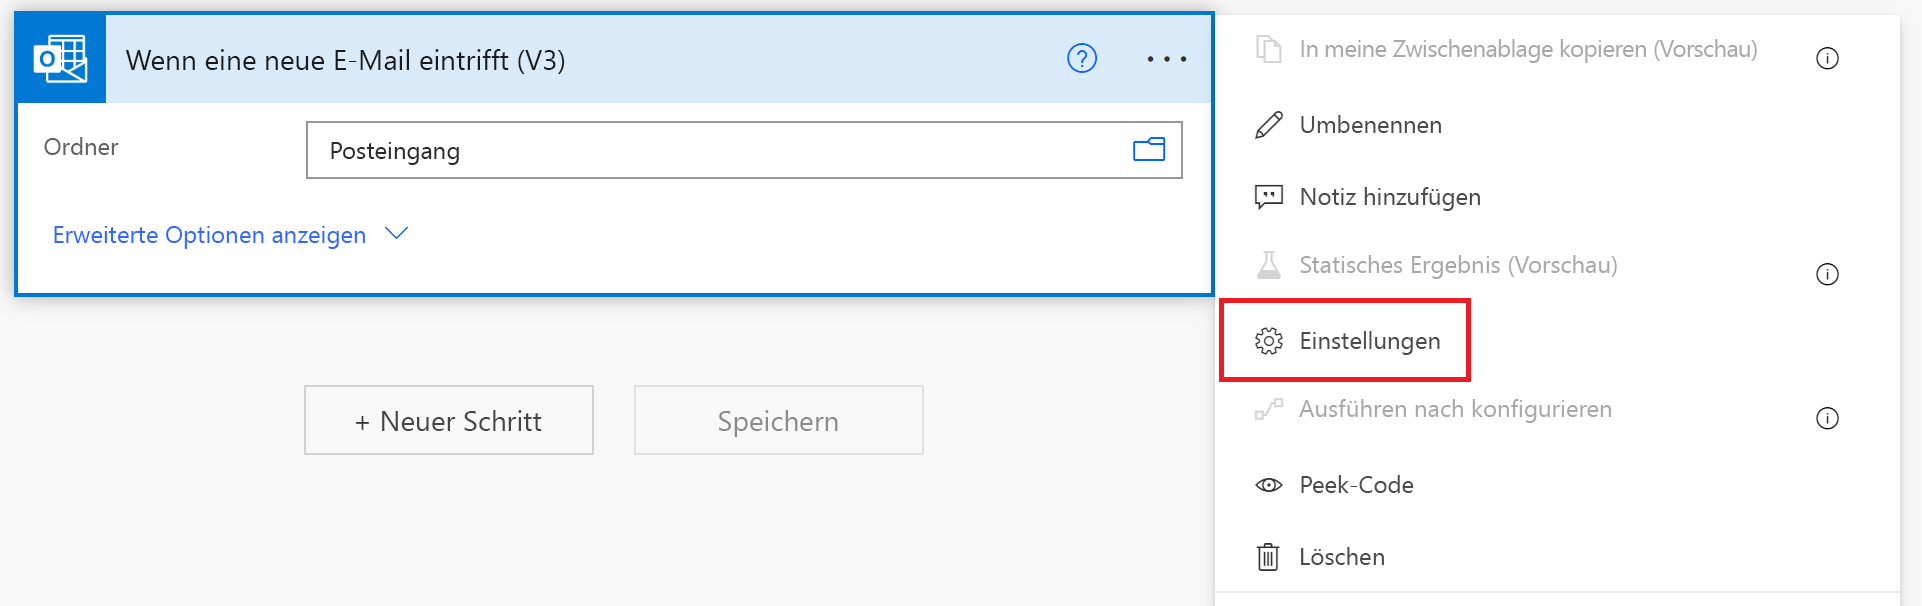 Wenn eine neue E-Mail eintrifft (V3)
Ordner
Posteingang
Erweiterte Optionen anzeigen
+ Neuer Schritt
Speichern
In meine Zwischenablage kopieren (Vorschau)
Umbenennen
Notiz hinzufügen
Statisches Ergebnis (Vorschau)
Einstellungen
Ausführen nach konfigurieren
Peek-Code
Löschen